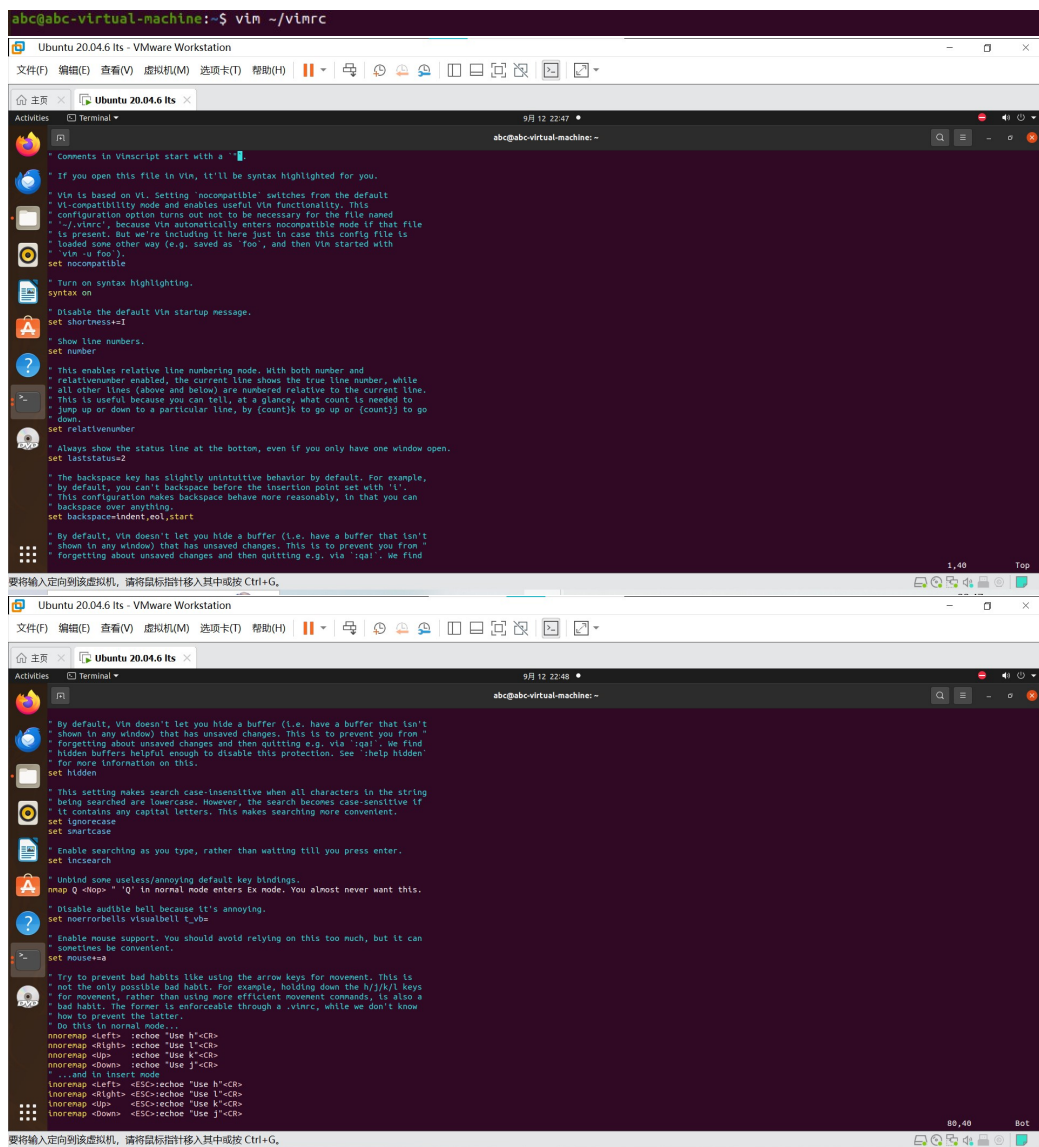 abc@abc-virtual-machine:~$ vim ~/vimrc
Ubuntu 20.04.6 lts - VMware Workstation
文件(F) 编辑(E) 查看(V) 虚拟机(M) 选项卡(T) 帮助(H)
主页 Ubuntu 20.04.6 lts
Activities Terminal 9月 12 22:47
abc@abc-virtual-machine: ~
" Comments in Vimscript start with a `"`.
" If you open this file in Vim, it'll be syntax highlighted for you.
" Vim is based on Vi. Setting `nocompatible` switches from the default
" Vi-compatibility mode and enables useful Vim functionality. This
" configuration option turns out not to be necessary for the file named
" '~/.vimrc', because Vim automatically enters nocompatible mode if that file
" is present. But we're including it here just in case this config file is
" loaded some other way (e.g. saved as `foo`, and then Vim started with
" `vim -u foo`).
set nocompatible
" Turn on syntax highlighting.
syntax on
" Disable the default Vim startup message.
set shortmess+=I
" Show line numbers.
set number
" This enables relative line numbering mode. With both number and
" relativenumber enabled, the current line shows the true line number, while
" all other lines (above and below) are numbered relative to the current line.
" This is useful because you can tell, at a glance, what count is needed to
" jump up or down to a particular line, by {count}k to go up or {count}j to go
" down.
set relativenumber
" Always show the status line at the bottom, even if you only have one window open.
set laststatus=2
" The backspace key has slightly unintuitive behavior by default. For example,
" by default, you can't backspace before the insertion point set with 'i'.
" This configuration makes backspace behave more reasonably, in that you can
" backspace over anything.
set backspace=indent,eol,start
" By default, Vim doesn't let you hide a buffer (i.e. have a buffer that isn't
" shown in any window) that has unsaved changes. This is to prevent you from "
" forgetting about unsaved changes and then quitting e.g. via `:qa!`. We find
1,40 Top
要将输入定向到该虚拟机，请将鼠标指针移入其中或按 Ctrl+G。
Ubuntu 20.04.6 lts - VMware Workstation
文件(F) 编辑(E) 查看(V) 虚拟机(M) 选项卡(T) 帮助(H)
主页 Ubuntu 20.04.6 lts
Activities Terminal 9月 12 22:48
abc@abc-virtual-machine: ~
" By default, Vim doesn't let you hide a buffer (i.e. have a buffer that isn't
" shown in any window) that has unsaved changes. This is to prevent you from "
" forgetting about unsaved changes and then quitting e.g. via `:qa!`. We find
" hidden buffers helpful enough to disable this protection. See `:help hidden`
" for more information on this.
set hidden
" This setting makes search case-insensitive when all characters in the string
" being searched are lowercase. However, the search becomes case-sensitive if
" it contains any capital letters. This makes searching more convenient.
set ignorecase
set smartcase
" Enable searching as you type, rather than waiting till you press enter.
set incsearch
" Unbind some useless/annoying default key bindings.
nmap Q <Nop> " 'Q' in normal mode enters Ex mode. You almost never want this.
" Disable audible bell because it's annoying.
set noerrorbells visualbell t_vb=
" Enable mouse support. You should avoid relying on this too much, but it can
" sometimes be convenient.
set mouse+=a
" Try to prevent bad habits like using the arrow keys for movement. This is
" not the only possible bad habit. For example, holding down the h/j/k/l keys
" for movement, rather than using more efficient movement commands, is also a
" bad habit. The former is enforceable through a .vimrc, while we don't know
" how to prevent the latter.
" Do this in normal mode...
nnoremap <Left>  :echoe "Use h"<CR>
nnoremap <Right> :echoe "Use l"<CR>
nnoremap <Up>    :echoe "Use k"<CR>
nnoremap <Down>  :echoe "Use j"<CR>
" ...and in insert mode
inoremap <Left>  <ESC>:echoe "Use h"<CR>
inoremap <Right> <ESC>:echoe "Use l"<CR>
inoremap <Up>    <ESC>:echoe "Use k"<CR>
inoremap <Down>  <ESC>:echoe "Use j"<CR>
80,40 Bot
要将输入定向到该虚拟机，请将鼠标指针移入其中或按 Ctrl+G。